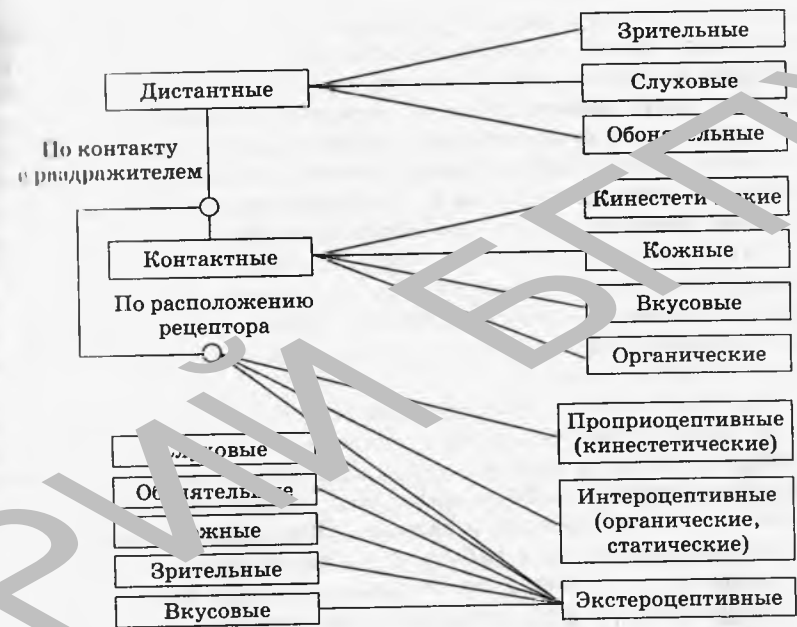 Зрительные
Дистантные
Слуховые
По контакту
с раздражителем
Кожные
Контактные
Вкусовые
По расположению
рецептора
Органические
Проприоцептивные
(кинестетические)
Интероцептивные
(органические,
статические)
Зрительные
Экстероцептивные
Вкусовые